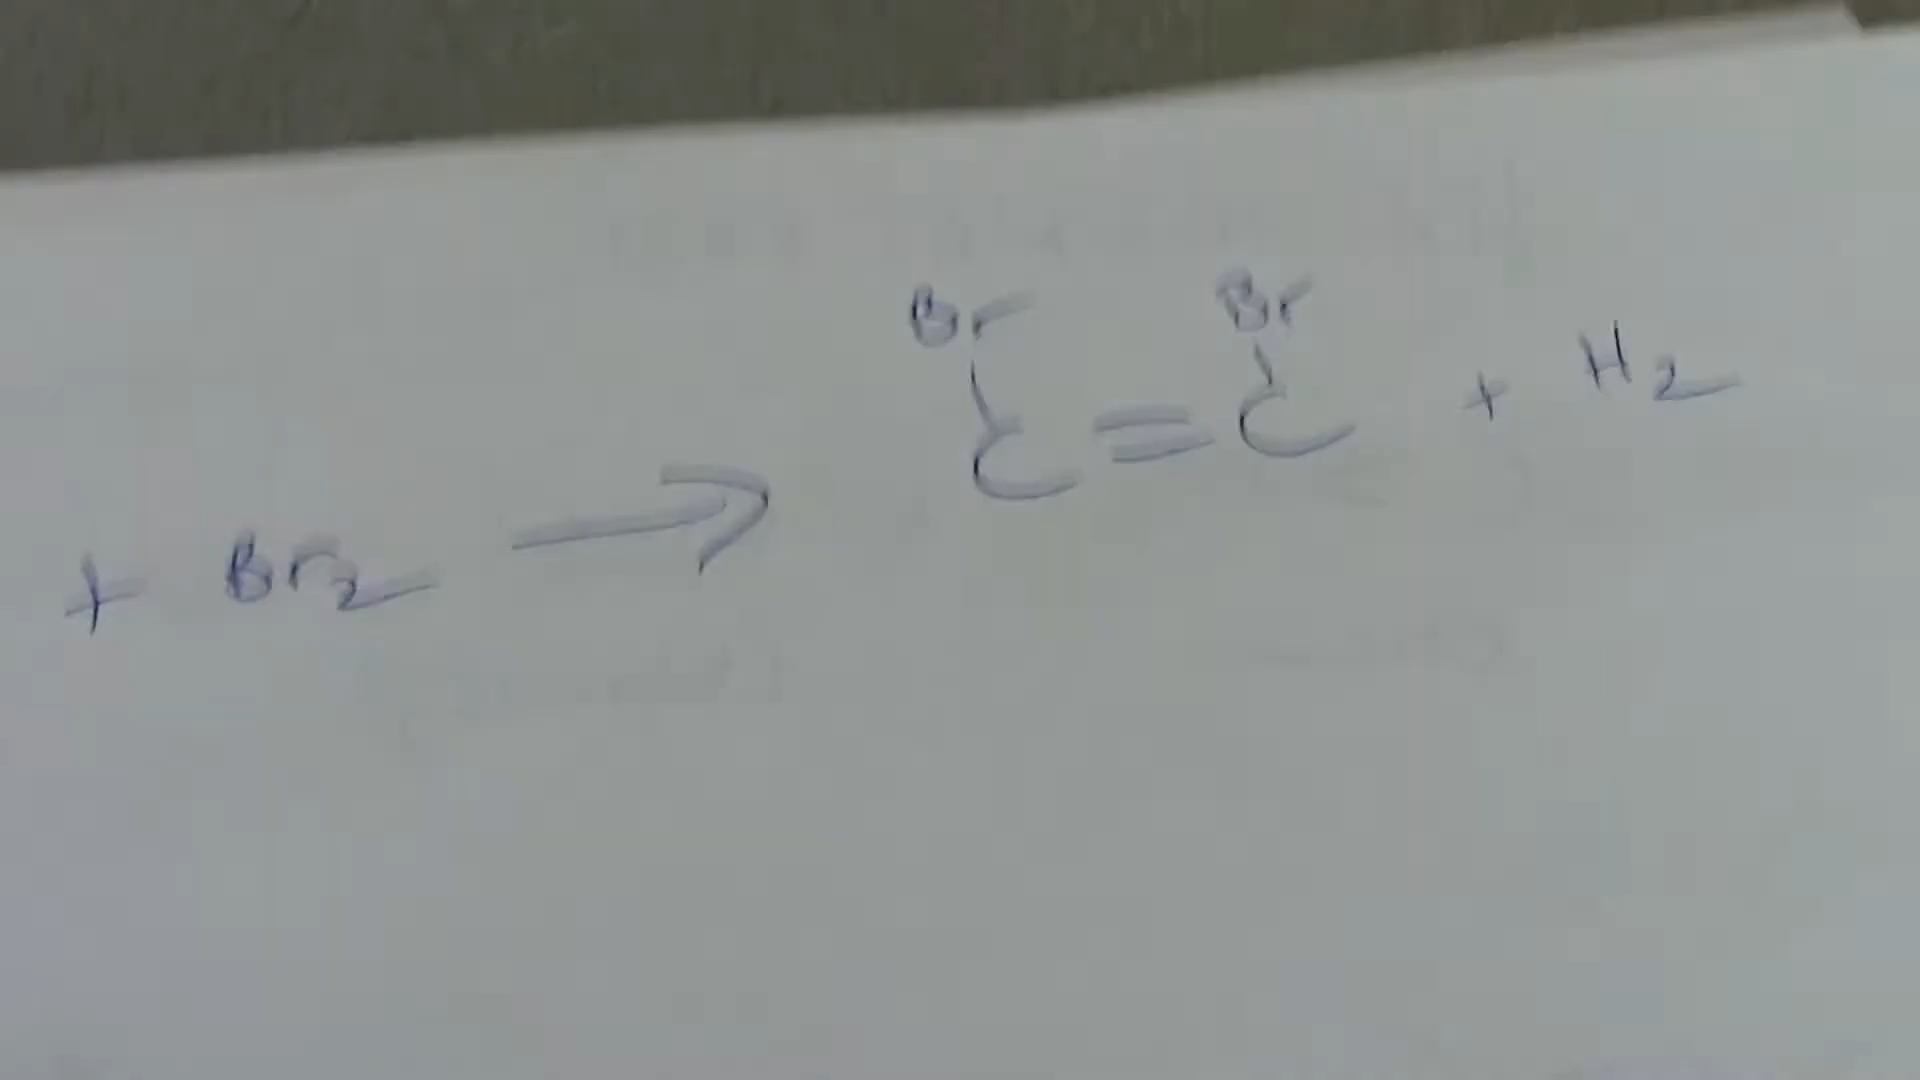 Br Br
+ Br2 → C = C + H2